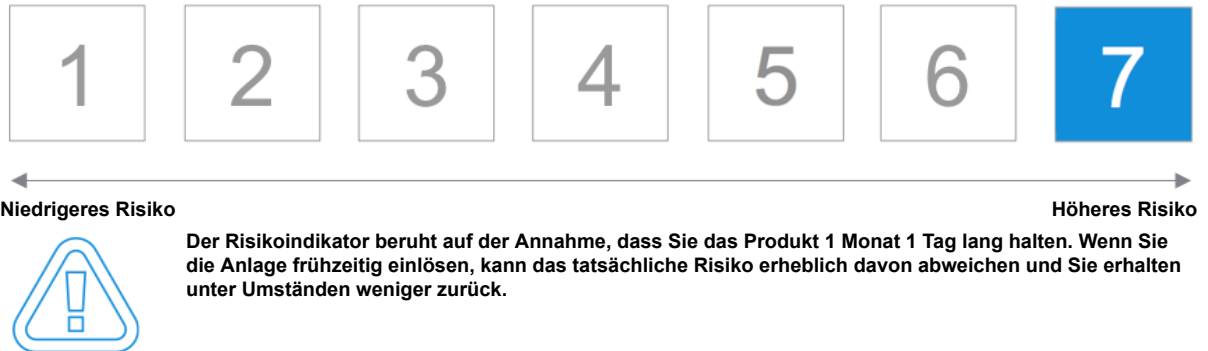 1 2 3 4 5 6 7
Niedrigeres Risiko Höheres Risiko
Der Risikoindikator beruht auf der Annahme, dass Sie das Produkt 1 Monat 1 Tag lang halten. Wenn Sie
die Anlage frühzeitig einlösen, kann das tatsächliche Risiko erheblich davon abweichen und Sie erhalten
unter Umständen weniger zurück.